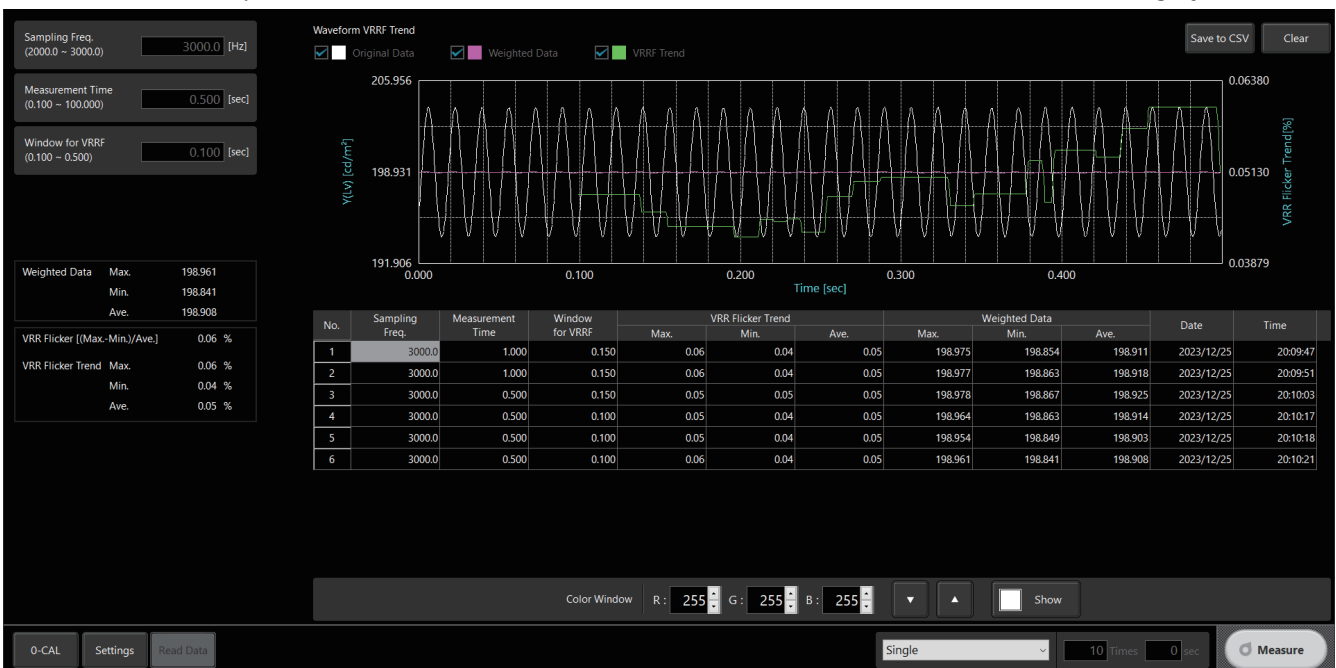 Sampling Freq.
(2000.0 ~ 3000.0)
3000.0 [Hz]
Measurement Time
(0.100 ~ 100.000)
0.500 [sec]
Window for VRRF
(0.100 ~ 0.500)
0.100 [sec]
Weighted Data Max. 198.961
Min. 198.841
Ave. 198.908
VRR Flicker [(Max.-Min.)/Ave.] 0.06 %
VRR Flicker Trend Max. 0.06 %
Min. 0.04 %
Ave. 0.05 %
Waveform VRRF Trend
Original Data Weighted Data VRRF Trend
Save to CSV Clear
205.956 0.06380
Y(Lv) [cd/m²]
198.931 0.05130
VRR Flicker Trend[%]
191.906 0.03879
0.000 0.100 0.200 0.300 0.400
Time [sec]
No. Sampling Freq. Measurement Time Window for VRRF VRR Flicker Trend Weighted Data Date Time
Max. Min. Ave. Max. Min. Ave.
1 3000.0 1.000 0.150 0.06 0.04 0.05 198.975 198.854 198.911 2023/12/25 20:09:47
2 3000.0 1.000 0.150 0.06 0.04 0.05 198.977 198.863 198.918 2023/12/25 20:09:51
3 3000.0 0.500 0.150 0.05 0.05 0.05 198.978 198.867 198.925 2023/12/25 20:10:03
4 3000.0 0.500 0.100 0.05 0.04 0.05 198.964 198.863 198.914 2023/12/25 20:10:17
5 3000.0 0.500 0.100 0.05 0.04 0.05 198.954 198.849 198.903 2023/12/25 20:10:18
6 3000.0 0.500 0.100 0.06 0.04 0.05 198.961 198.841 198.908 2023/12/25 20:10:21
Color Window R : 255 G : 255 B : 255 Show
0-CAL Settings Read Data Single 10 Times 0 sec Measure